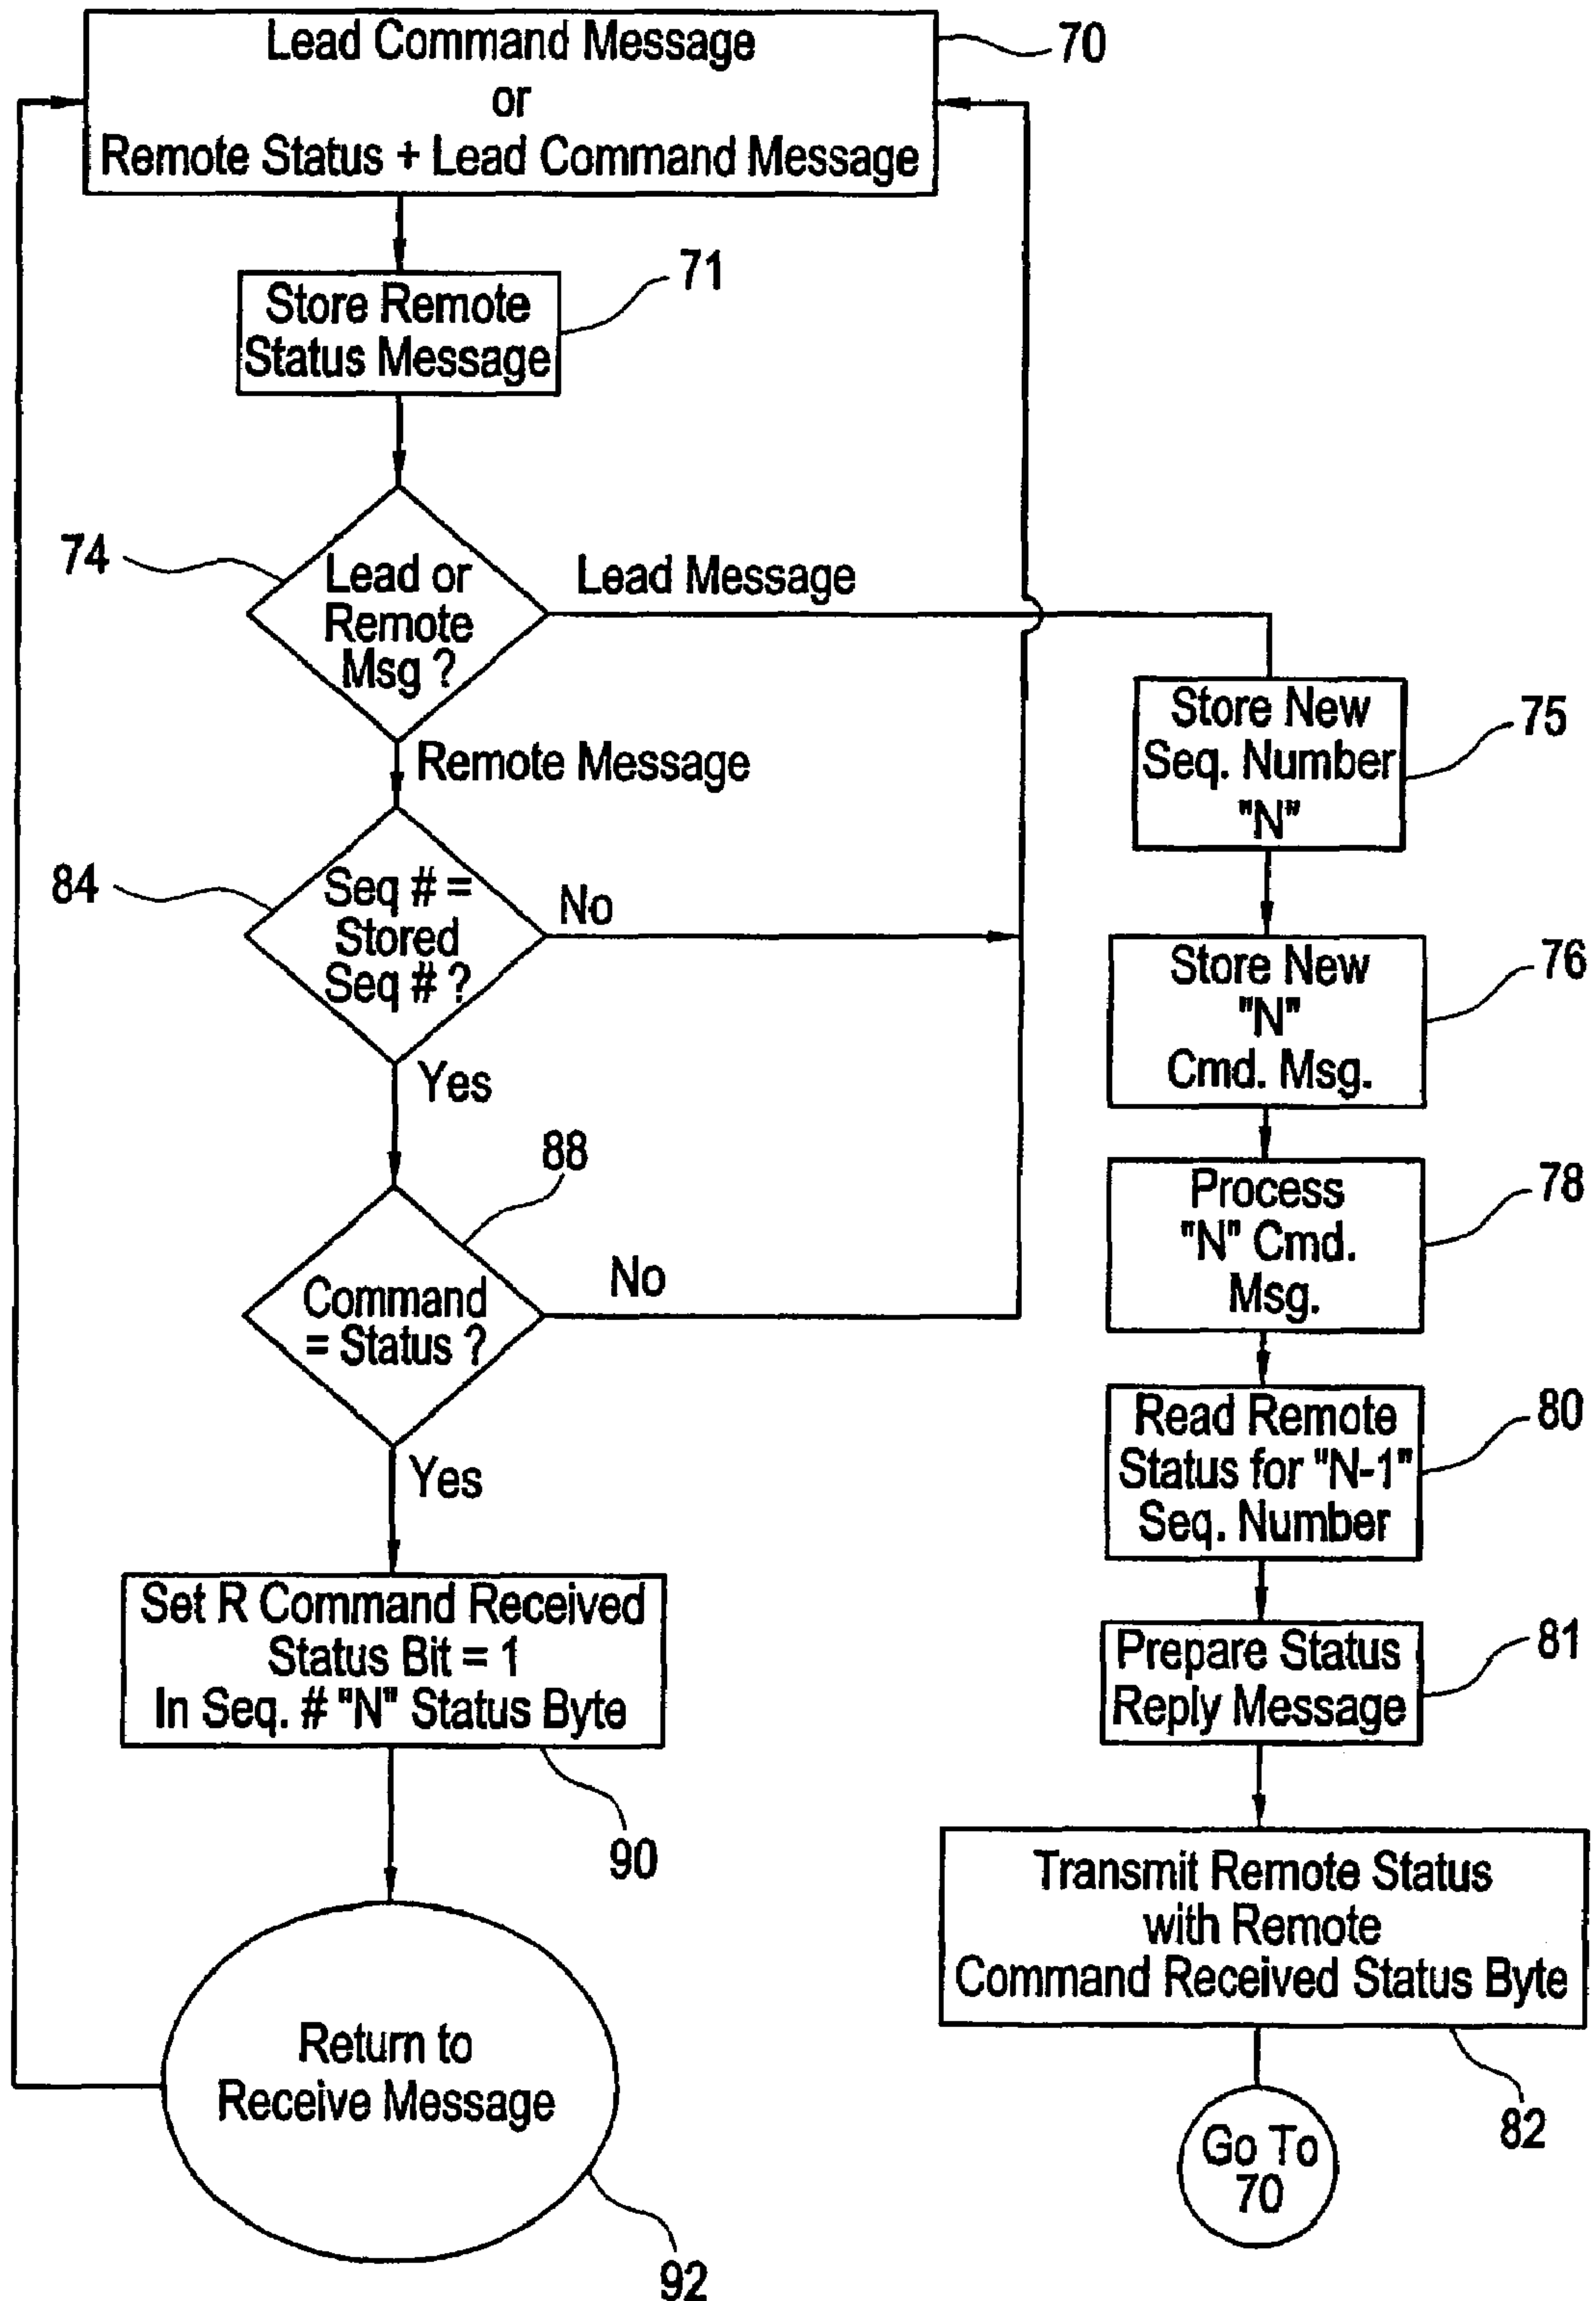 Lead Command Message
or
Remote Status + Lead Command Message
70
Store Remote
Status Message
71
74
Lead or
Remote
Msg ?
Lead Message
Remote Message
Store New
Seq. Number
"N"
75
84
Seq # =
Stored
Seq # ?
No
Yes
Store New
"N"
Cmd. Msg.
76
88
Command
= Status ?
No
Yes
Process
"N" Cmd.
Msg.
78
Read Remote
Status for "N-1"
Seq. Number
80
Set R Command Received
Status Bit = 1
In Seq. # "N" Status Byte
90
Prepare Status
Reply Message
81
Transmit Remote Status
with Remote
Command Received Status Byte
82
Return to
Receive Message
92
Go To
70